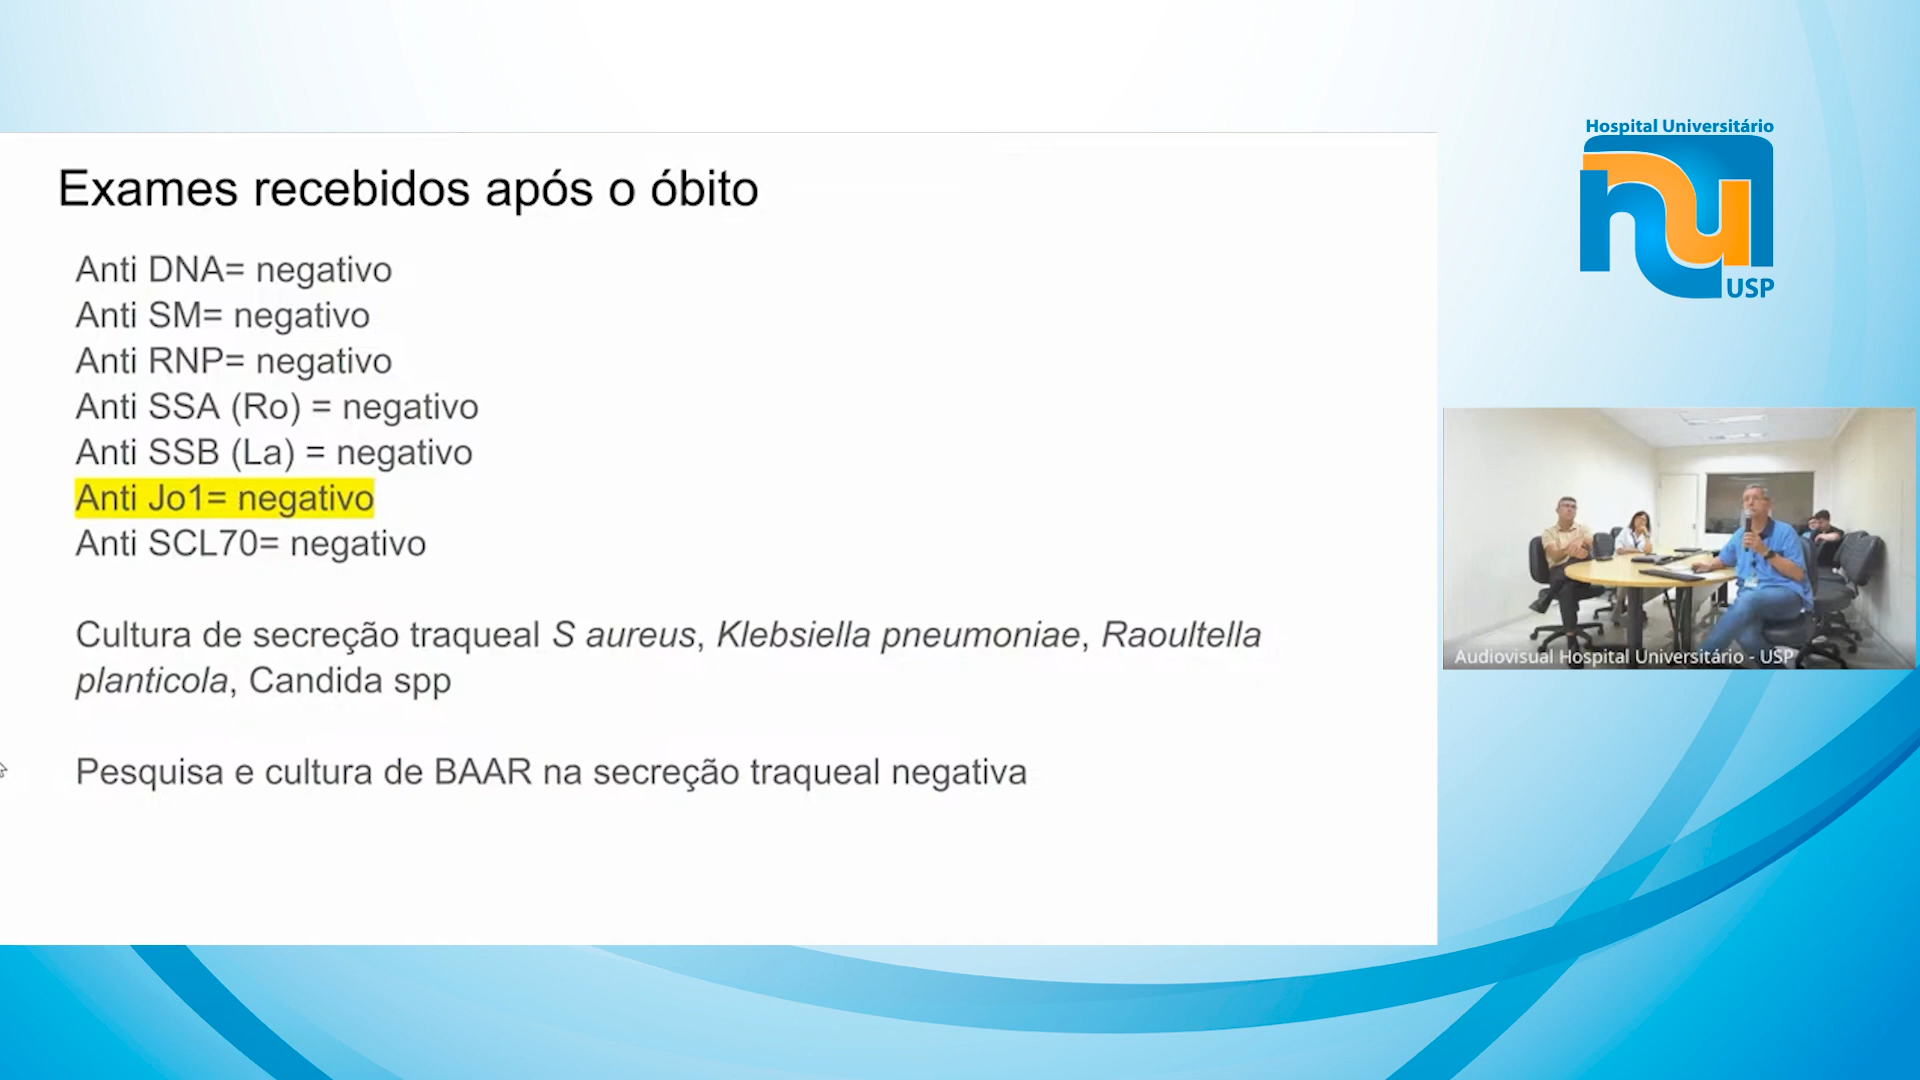 Exames recebidos após o óbito
Anti DNA= negativo
Anti SM= negativo
Anti RNP= negativo
Anti SSA (Ro) = negativo
Anti SSB (La) = negativo
Anti Jo1= negativo
Anti SCL70= negativo
Cultura de secreção traqueal S aureus, Klebsiella pneumoniae, Raoultella
planticola, Candida spp
Pesquisa e cultura de BAAR na secreção traqueal negativa
Hospital Universitário
hu
USP
Audiovisual Hospital Universitário - USP